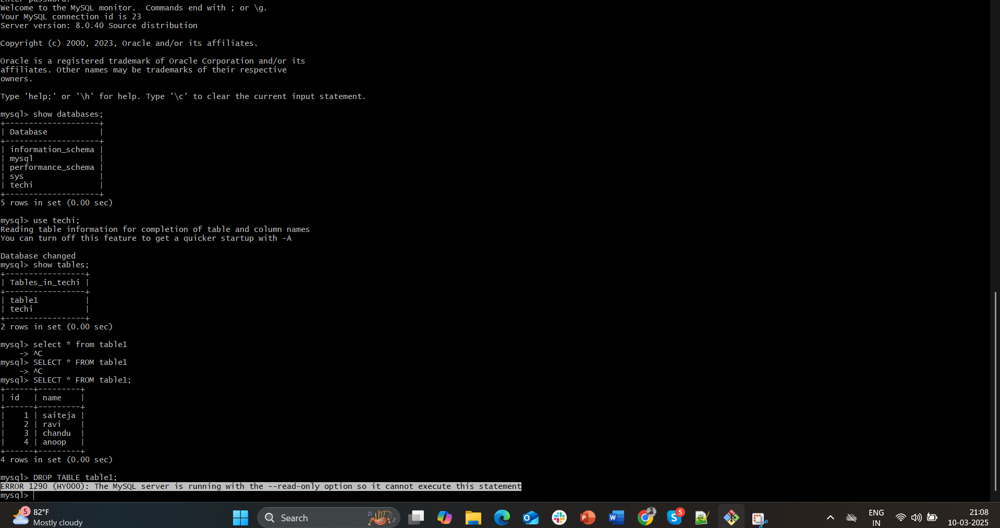 Enter password:
Welcome to the MySQL monitor.  Commands end with ; or \g.
Your MySQL connection id is 23
Server version: 8.0.40 Source distribution

Copyright (c) 2000, 2023, Oracle and/or its affiliates.

Oracle is a registered trademark of Oracle Corporation and/or its
affiliates. Other names may be trademarks of their respective
owners.

Type 'help;' or '\h' for help. Type '\c' to clear the current input statement.

mysql> show databases;
+--------------------+
| Database           |
+--------------------+
| information_schema |
| mysql              |
| performance_schema |
| sys                |
| techi              |
+--------------------+
5 rows in set (0.00 sec)

mysql> use techi;
Reading table information for completion of table and column names
You can turn off this feature to get a quicker startup with -A

Database changed
mysql> show tables;
+-----------------+
| Tables_in_techi |
+-----------------+
| table1          |
| techi           |
+-----------------+
2 rows in set (0.00 sec)

mysql> select * from table1
    -> ^C
mysql> SELECT * FROM table1
    -> ^C
mysql> SELECT * FROM table1;
+------+---------+
| id   | name    |
+------+---------+
|    1 | saiteja |
|    2 | ravi    |
|    3 | chandu  |
|    4 | anoop   |
+------+---------+
4 rows in set (0.00 sec)

mysql> DROP TABLE table1;
ERROR 1290 (HY000): The MySQL server is running with the --read-only option so it cannot execute this statement
mysql>
5
82°F
Mostly cloudy
Search
5
ENG
IN
21:08
10-03-2025